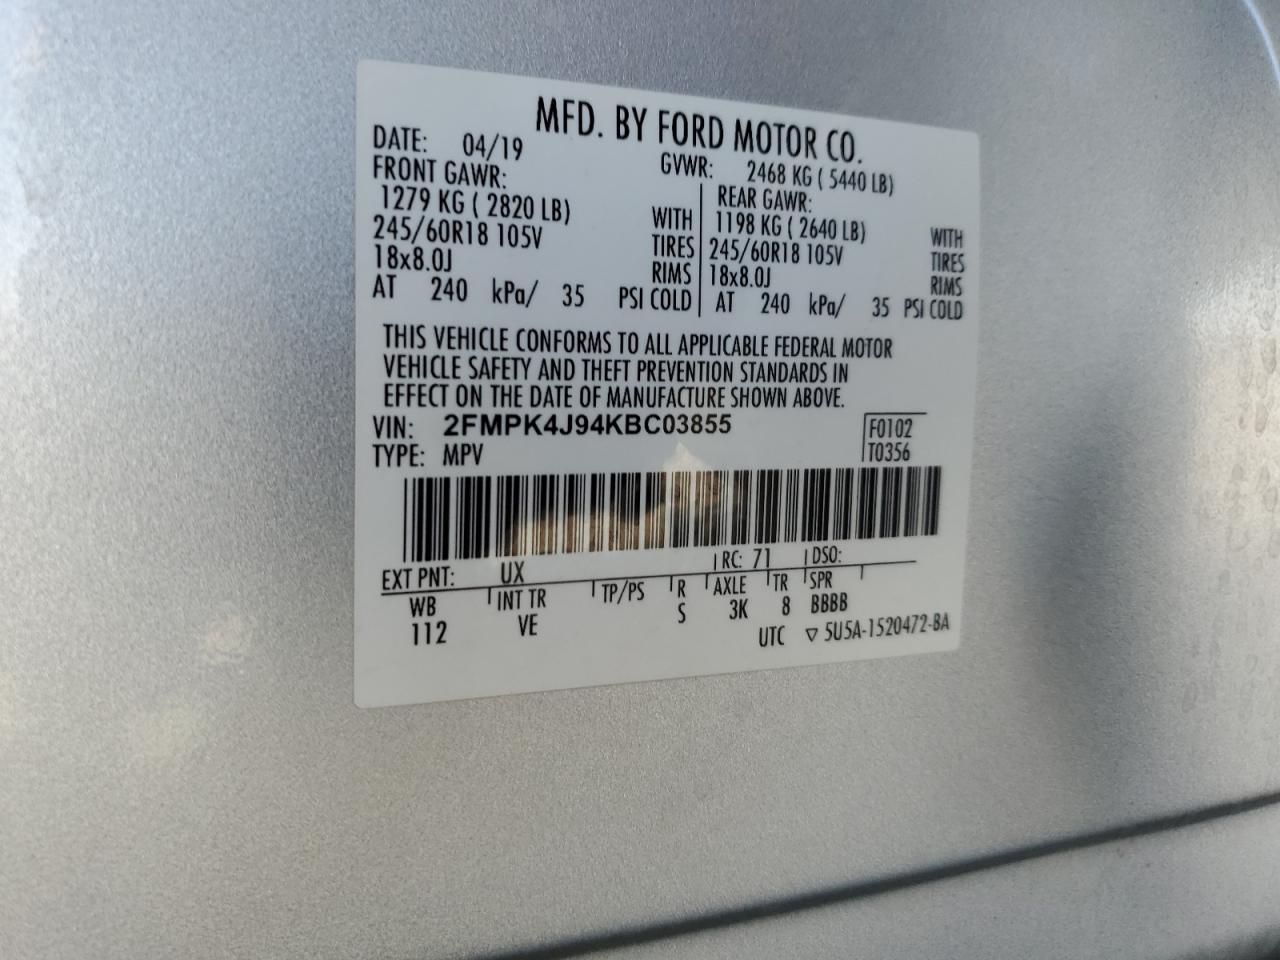 MFD. BY FORD MOTOR CO.
DATE: 04/19 GVWR: 2468 KG ( 5440 LB)
FRONT GAWR: REAR GAWR:
1279 KG ( 2820 LB) WITH 1198 KG ( 2640 LB) WITH
245/60R18 105V TIRES 245/60R18 105V TIRES
18x8.0J RIMS 18x8.0J RIMS
AT 240 kPa/ 35 PSI COLD AT 240 kPa/ 35 PSI COLD
THIS VEHICLE CONFORMS TO ALL APPLICABLE FEDERAL MOTOR
VEHICLE SAFETY AND THEFT PREVENTION STANDARDS IN
EFFECT ON THE DATE OF MANUFACTURE SHOWN ABOVE.
VIN: 2FMPK4J94KBC03855 F0102
TYPE: MPV T0356
EXT PNT: UX RC: 71 DSO:
WB INT TR TP/PS R AXLE TR SPR
112 VE S 3K 8 BBBB
UTC ▽ 5U5A-1520472-BA